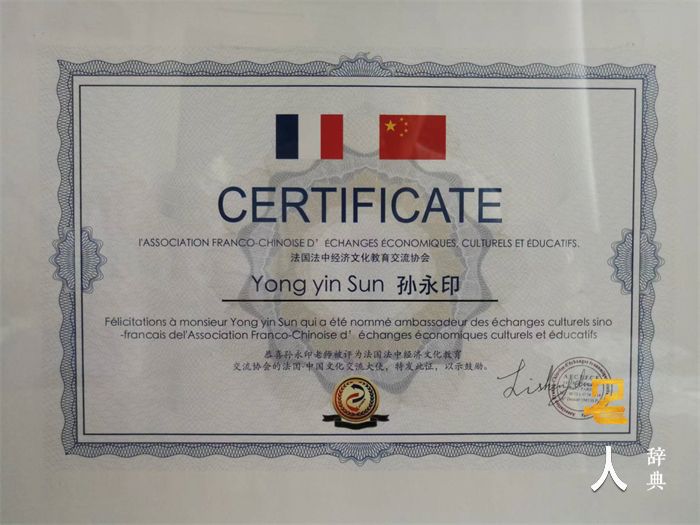 CERTIFICATE
l'ASSOCIATION FRANCO-CHINOISE D' ÉCHANGES ÉCONOMIQUES, CULTURELS ET ÉDUCATIFS.
法国法中经济文化教育交流协会
Yong yin Sun 孙永印
Félicitations à monsieur Yong yin Sun qui a été nommé ambassadeur des échanges culturels sino
-francais del'Association Franco-Chinoise d' échanges économiques culturels et éducatifs
恭喜孙永印老师被评为法国法中经济文化教育
交流协会的法国-中国文化交流大使，特发此证，以示鼓励。
人
辞典